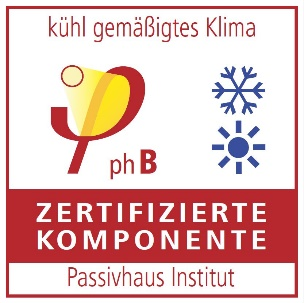 kühl gemäßigtes Klima
ph B
ZERTIFIZIERTE
KOMPONENTE
Passivhaus Institut